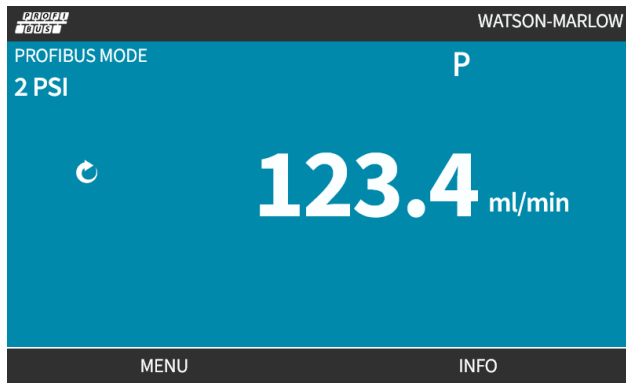 PROFI
BUS
WATSON-MARLOW
PROFIBUS MODE
P
2 PSI
123.4 ml/min
MENU
INFO